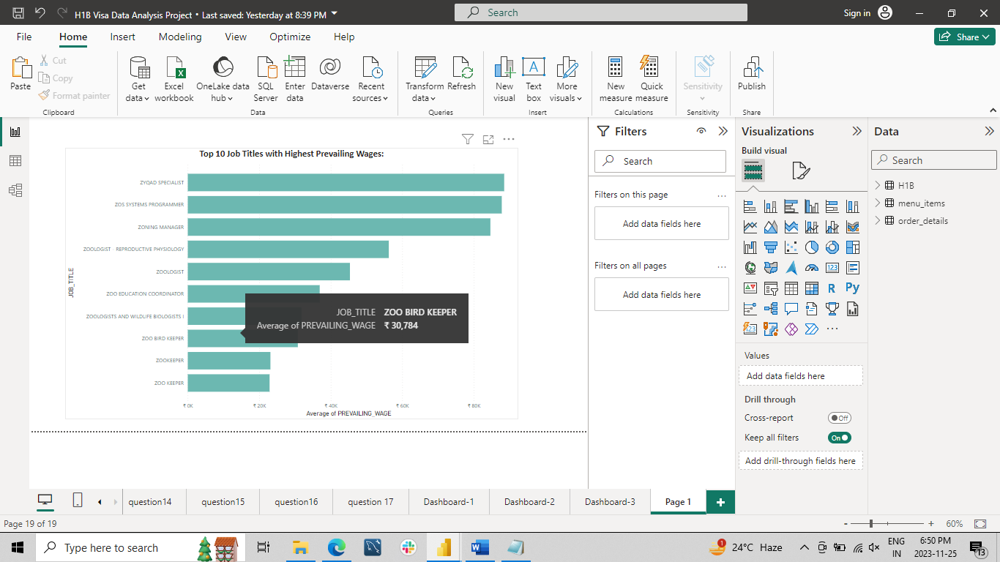 H1B Visa Data Analysis Project • Last saved: Yesterday at 8:39 PM
Search
Sign in
File
Home
Insert
Modeling
View
Optimize
Help
Share
Paste
Cut
Copy
Format painter
Clipboard
Get data
Excel workbook
OneLake data hub
SQL Server
Enter data
Dataverse
Recent sources
Data
Transform data
Refresh
Queries
New visual
Text box
More visuals
Insert
New measure
Quick measure
Calculations
Sensitivity
Sensitivity
Publish
Share
Top 10 Job Titles with Highest Prevailing Wages:
JOB_TITLE
ZYQAD SPECIALIST
ZOS SYSTEMS PROGRAMMER
ZONING MANAGER
ZOOLOGIST - REPRODUCTIVE PHYSIOLOGY
ZOOLOGIST
ZOO EDUCATION COORDINATOR
ZOOLOGISTS AND WILDLIFE BIOLOGISTS !
ZOO BIRD KEEPER
ZOOKEEPER
ZOO KEEPER
JOB_TITLE ZOO BIRD KEEPER
Average of PREVAILING_WAGE ₹ 30,784
₹ 0K ₹ 20K ₹ 40K ₹ 60K ₹ 80K
Average of PREVAILING_WAGE
Filters
Search
Filters on this page ...
Add data fields here
Filters on all pages ...
Add data fields here
Visualizations
Build visual
123
R
Py
123
Values
Add data fields here
Drill through
Cross-report Off
Keep all filters On
Add drill-through fields here
Data
Search
H1B
menu_items
order_details
question14
question15
question16
question 17
Dashboard-1
Dashboard-2
Dashboard-3
Page 1
+
Page 19 of 19
- + 60%
Type here to search
1
24°C Haze
ENG
IN
6:50 PM
2023-11-25
13